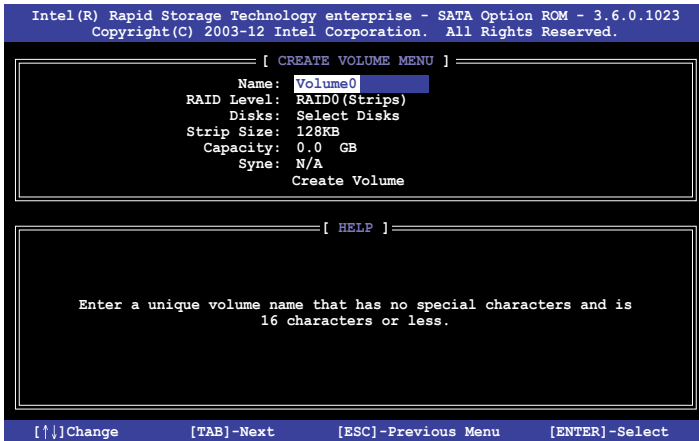 Intel(R) Rapid Storage Technology enterprise - SATA Option ROM - 3.6.0.1023
Copyright(C) 2003-12 Intel Corporation. All Rights Reserved.
[ CREATE VOLUME MENU ]
Name: Volume0
RAID Level: RAID0(Strips)
Disks: Select Disks
Strip Size: 128KB
Capacity: 0.0 GB
Syne: N/A
Create Volume
[ HELP ]
Enter a unique volume name that has no special characters and is
16 characters or less.
[↑↓]Change [TAB]-Next [ESC]-Previous Menu [ENTER]-Select